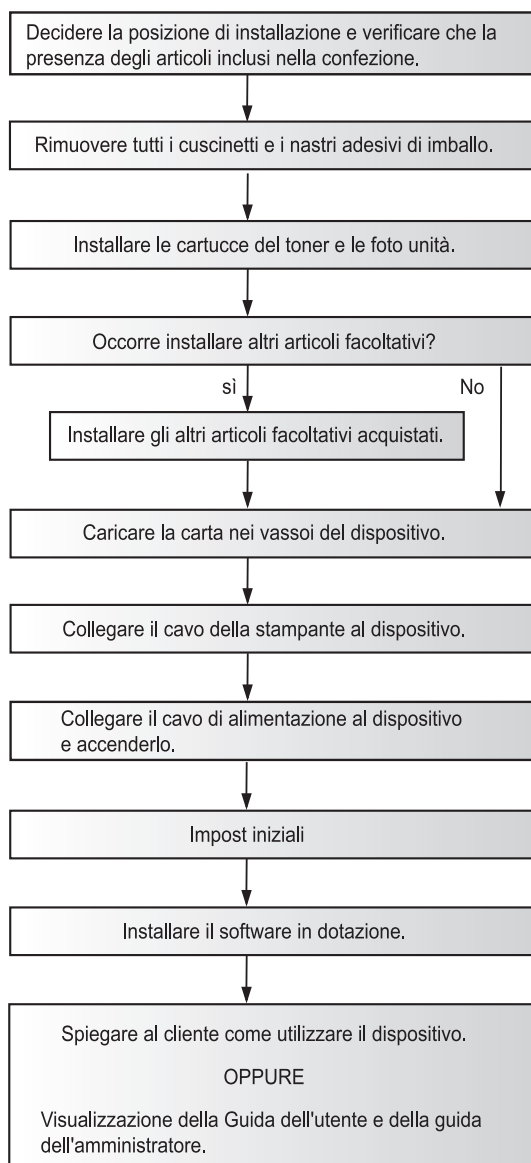 Decidere la posizione di installazione e verificare che la
presenza degli articoli inclusi nella confezione.
Rimuovere tutti i cuscinetti e i nastri adesivi di imballo.
Installare le cartucce del toner e le foto unità.
Occorre installare altri articoli facoltativi?
sì
No
Installare gli altri articoli facoltativi acquistati.
Caricare la carta nei vassoi del dispositivo.
Collegare il cavo della stampante al dispositivo.
Collegare il cavo di alimentazione al dispositivo
e accenderlo.
Impost iniziali
Installare il software in dotazione.
Spiegare al cliente come utilizzare il dispositivo.
OPPURE
Visualizzazione della Guida dell'utente e della guida
dell'amministratore.